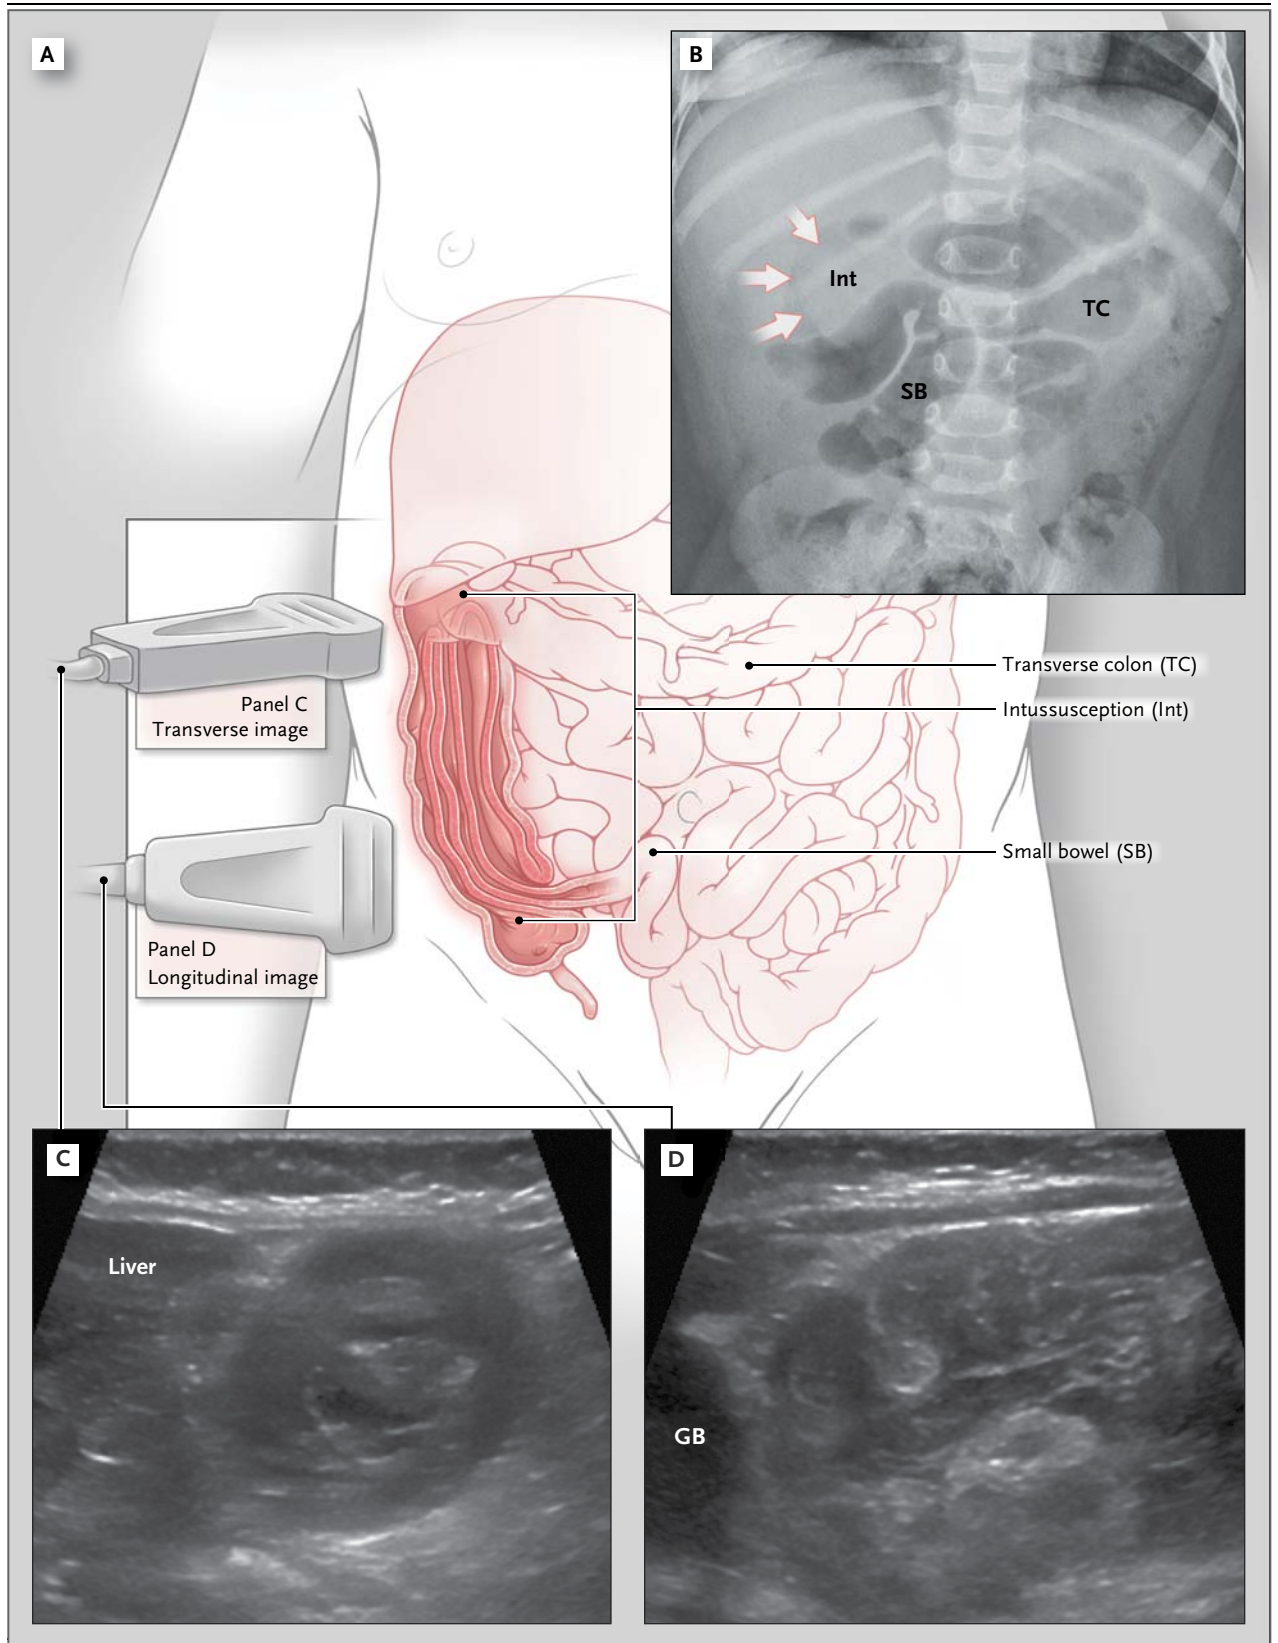 A
B
Int
TC
SB
Transverse colon (TC)
Intussusception (Int)
Small bowel (SB)
Panel C
Transverse image
Panel D
Longitudinal image
C
Liver
D
GB